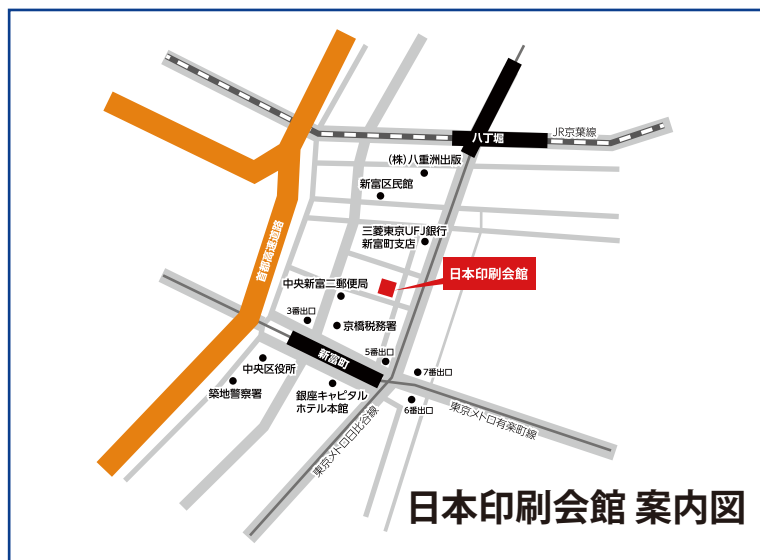 八丁堀
JR京葉線
(株)八重洲出版
新富区民館
三菱東京UFJ銀行
新富町支店
首都高速道路
日本印刷会館
中央新富二郵便局
3番出口
京橋税務署
新富町
5番出口
7番出口
中央区役所
築地警察署
銀座キャピタル
ホテル本館
6番出口
東京メトロ日比谷線
東京メトロ有楽町線
日本印刷会館 案内図